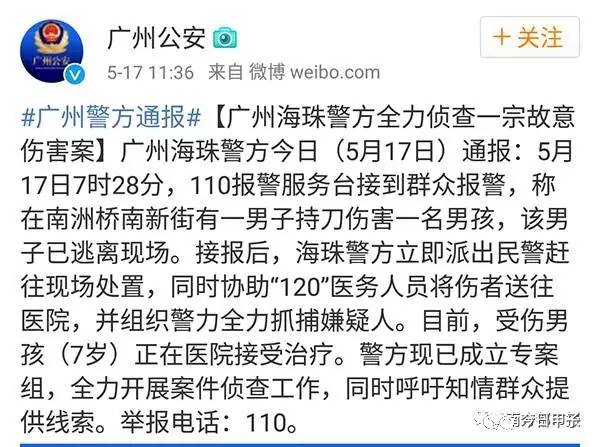 广州公安
+关注
广州公安
5-17 11:36 来自 微博 weibo.com
#广州警方通报#【广州海珠警方全力侦查一宗故意
伤害案】广州海珠警方今日（5月17日）通报：5月
17日7时28分，110报警服务台接到群众报警，称
在南洲桥南新街有一男子持刀伤害一名男孩，该男
子已逃离现场。接报后，海珠警方立即派出民警赶
往现场处置，同时协助“120”医务人员将伤者送往
医院，并组织警力全力抓捕嫌疑人。目前，受伤男
孩（7岁）正在医院接受治疗。警方现已成立专案
组，全力开展案件侦查工作，同时呼吁知情群众提
供线索。举报电话：110。